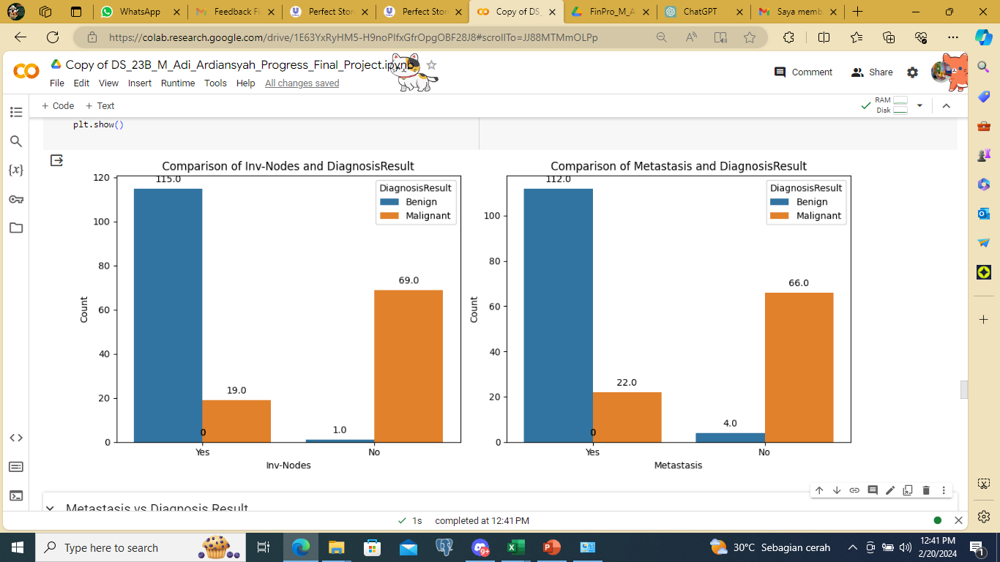 WhatsApp
Feedback Fi
Perfect Stor
Perfect Stor
Copy of DS_
FinPro_M_A
ChatGPT
Saya memb
https://colab.research.google.com/drive/1E63YxRyHM5-H9noPlfxGfrOpgOBF28J8#scrollTo=JJ88MTMmOLPp
Copy of DS_23B_M_Adi_Ardiansyah_Progress_Final_Project.ipynb
File Edit View Insert Runtime Tools Help All changes saved
Comment Share
+ Code + Text
RAM
Disk
plt.show()
Comparison of Inv-Nodes and DiagnosisResult
120
100
80
60
40
20
0
Count
115.0
19.0
0
1.0
69.0
DiagnosisResult
Benign
Malignant
Yes No
Inv-Nodes
Comparison of Metastasis and DiagnosisResult
100
80
60
40
20
0
Count
112.0
22.0
0
4.0
66.0
DiagnosisResult
Benign
Malignant
Yes No
Metastasis
Metastasis vs Diagnosis Result
1s completed at 12:41 PM
Type here to search
9+
30°C Sebagian cerah
12:41 PM
2/20/2024
1